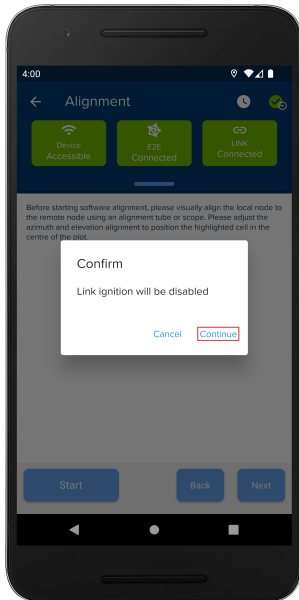 4:00
Alignment
Device
Accessible
E2E
Connected
LINK
Connected
Before starting software alignment, please visually align the local node to
the remote node using an alignment tube or scope. Please adjust the
azimuth and elevation alignment to position the highlighted cell in the
centre of the plot.
Confirm
Link ignition will be disabled
Cancel Continue
Start Back Next